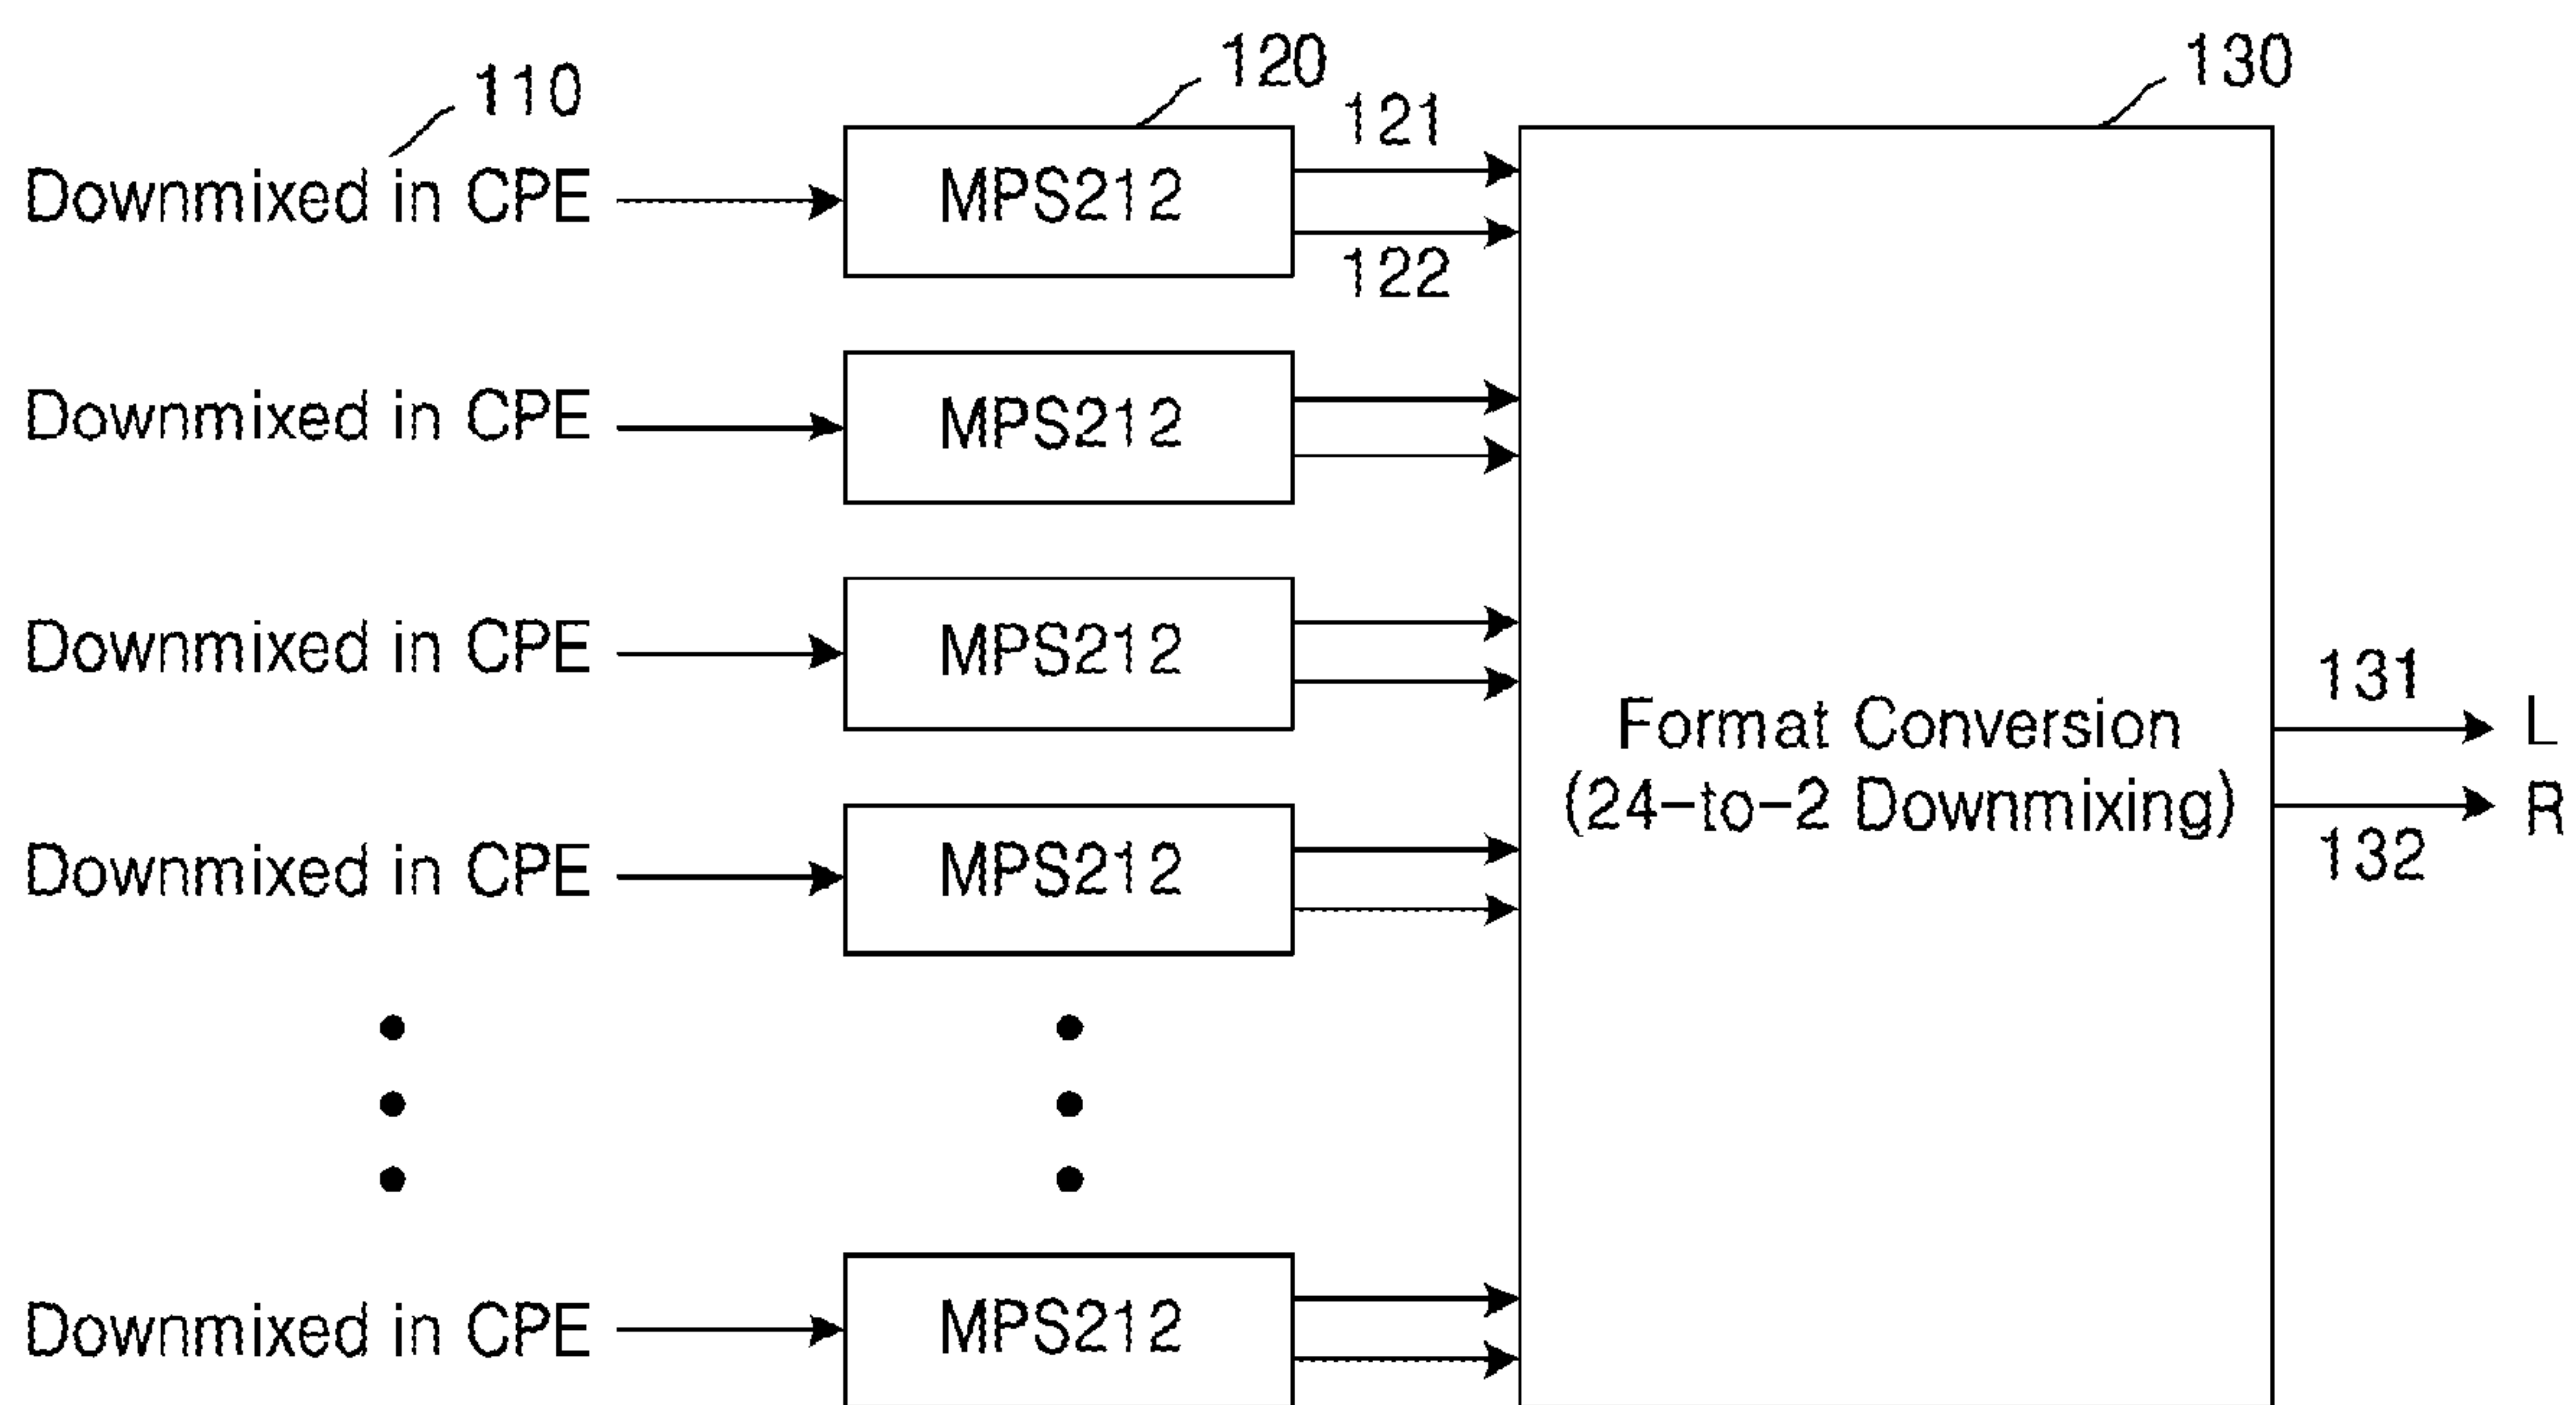 110
120
130
121
Downmixed in CPE
MPS212
122
Downmixed in CPE
MPS212
Downmixed in CPE
MPS212
Format Conversion
(24-to-2 Downmixing)
131
L
R
132
Downmixed in CPE
MPS212
Downmixed in CPE
MPS212